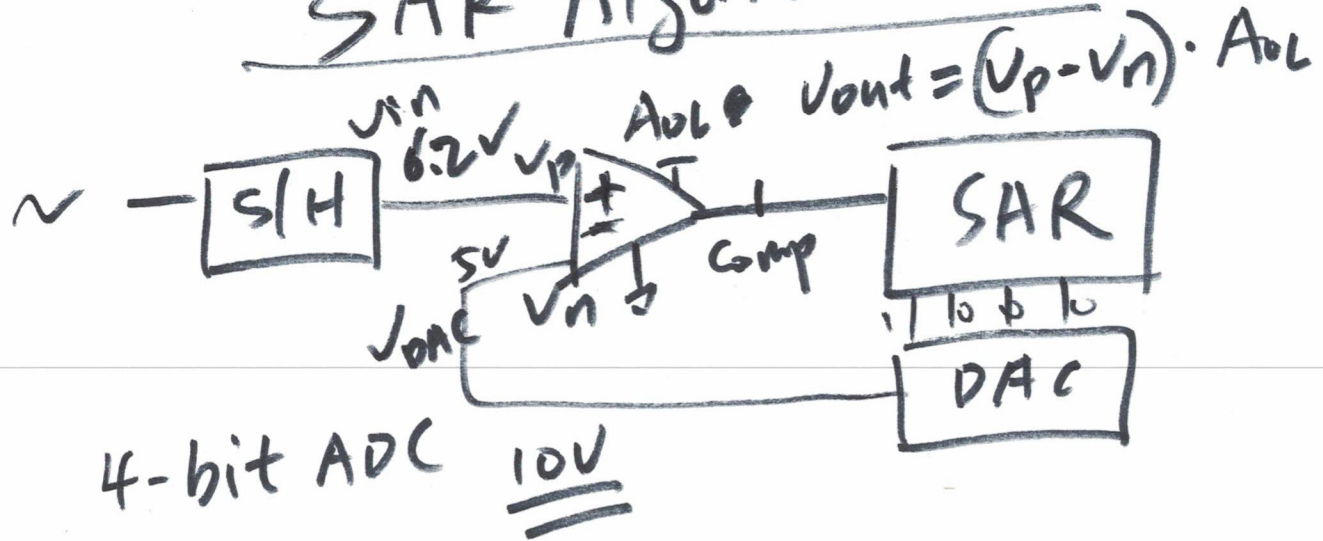 SAR
Vout = (Vp-Vn) · AOL
Vin
6.2V Vp
AOL
~
S/H
+
-
SAR
5V
Comp
Vn
VDAC
1 0 0 0
DAC
4-bit ADC 10V